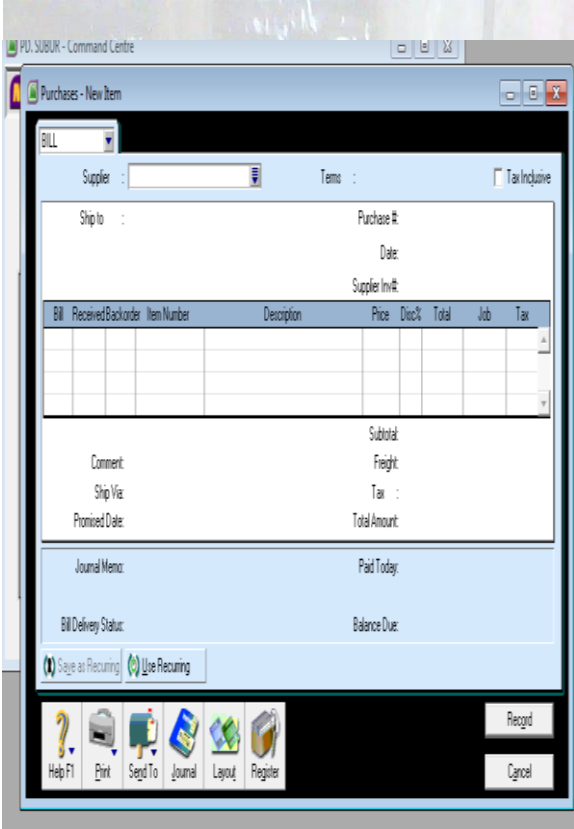 PD. SUBUR - Command Centre
Purchases - New Item
BILL
Supplier : Terms : Tax Inclusive
Ship to : Purchase #:
Date:
Supplier Inv#:
Bill Received Backorder Item Number Description Price Disc% Total Job Tax
Subtotal:
Comment: Freight:
Ship Via: Tax :
Promised Date: Total Amount:
Journal Memo: Paid Today:
Bill Delivery Status: Balance Due:
Save as Recurring Use Recurring
Help F1 Print Send To Journal Layout Register
Record
Cancel